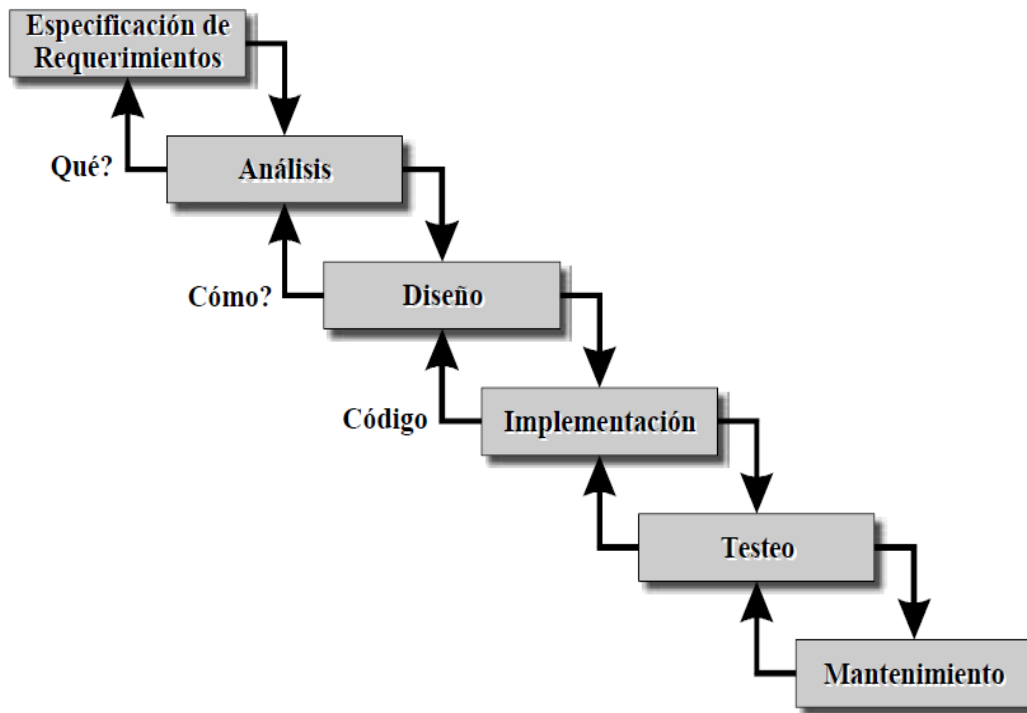 Especificación de
Requerimientos
Qué?
Análisis
Cómo?
Diseño
Código
Implementación
Testeo
Mantenimiento